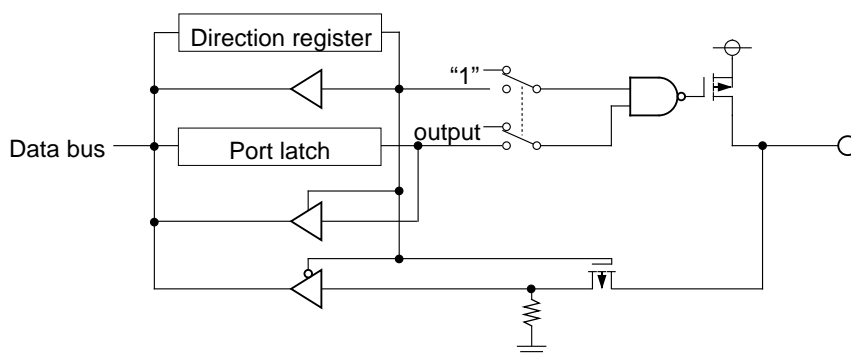 Direction register
“1”
output
Data bus
Port latch